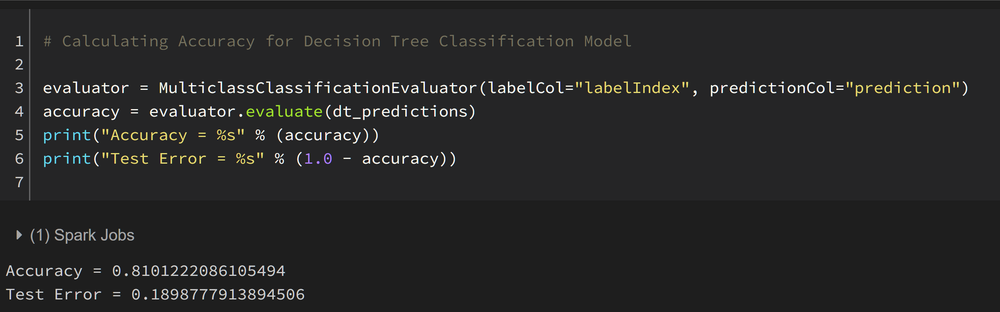 1 # Calculating Accuracy for Decision Tree Classification Model
2
3 evaluator = MulticlassClassificationEvaluator(labelCol="labelIndex", predictionCol="prediction")
4 accuracy = evaluator.evaluate(dt_predictions)
5 print("Accuracy = %s" % (accuracy))
6 print("Test Error = %s" % (1.0 - accuracy))
7
(1) Spark Jobs
Accuracy = 0.8101222086105494
Test Error = 0.1898777913894506